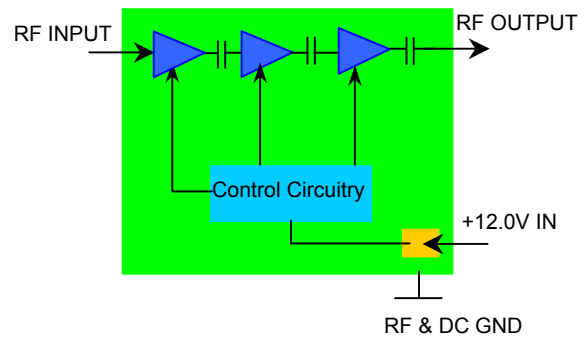 RF INPUT
RF OUTPUT
Control Circuitry
+12.0V IN
RF & DC GND